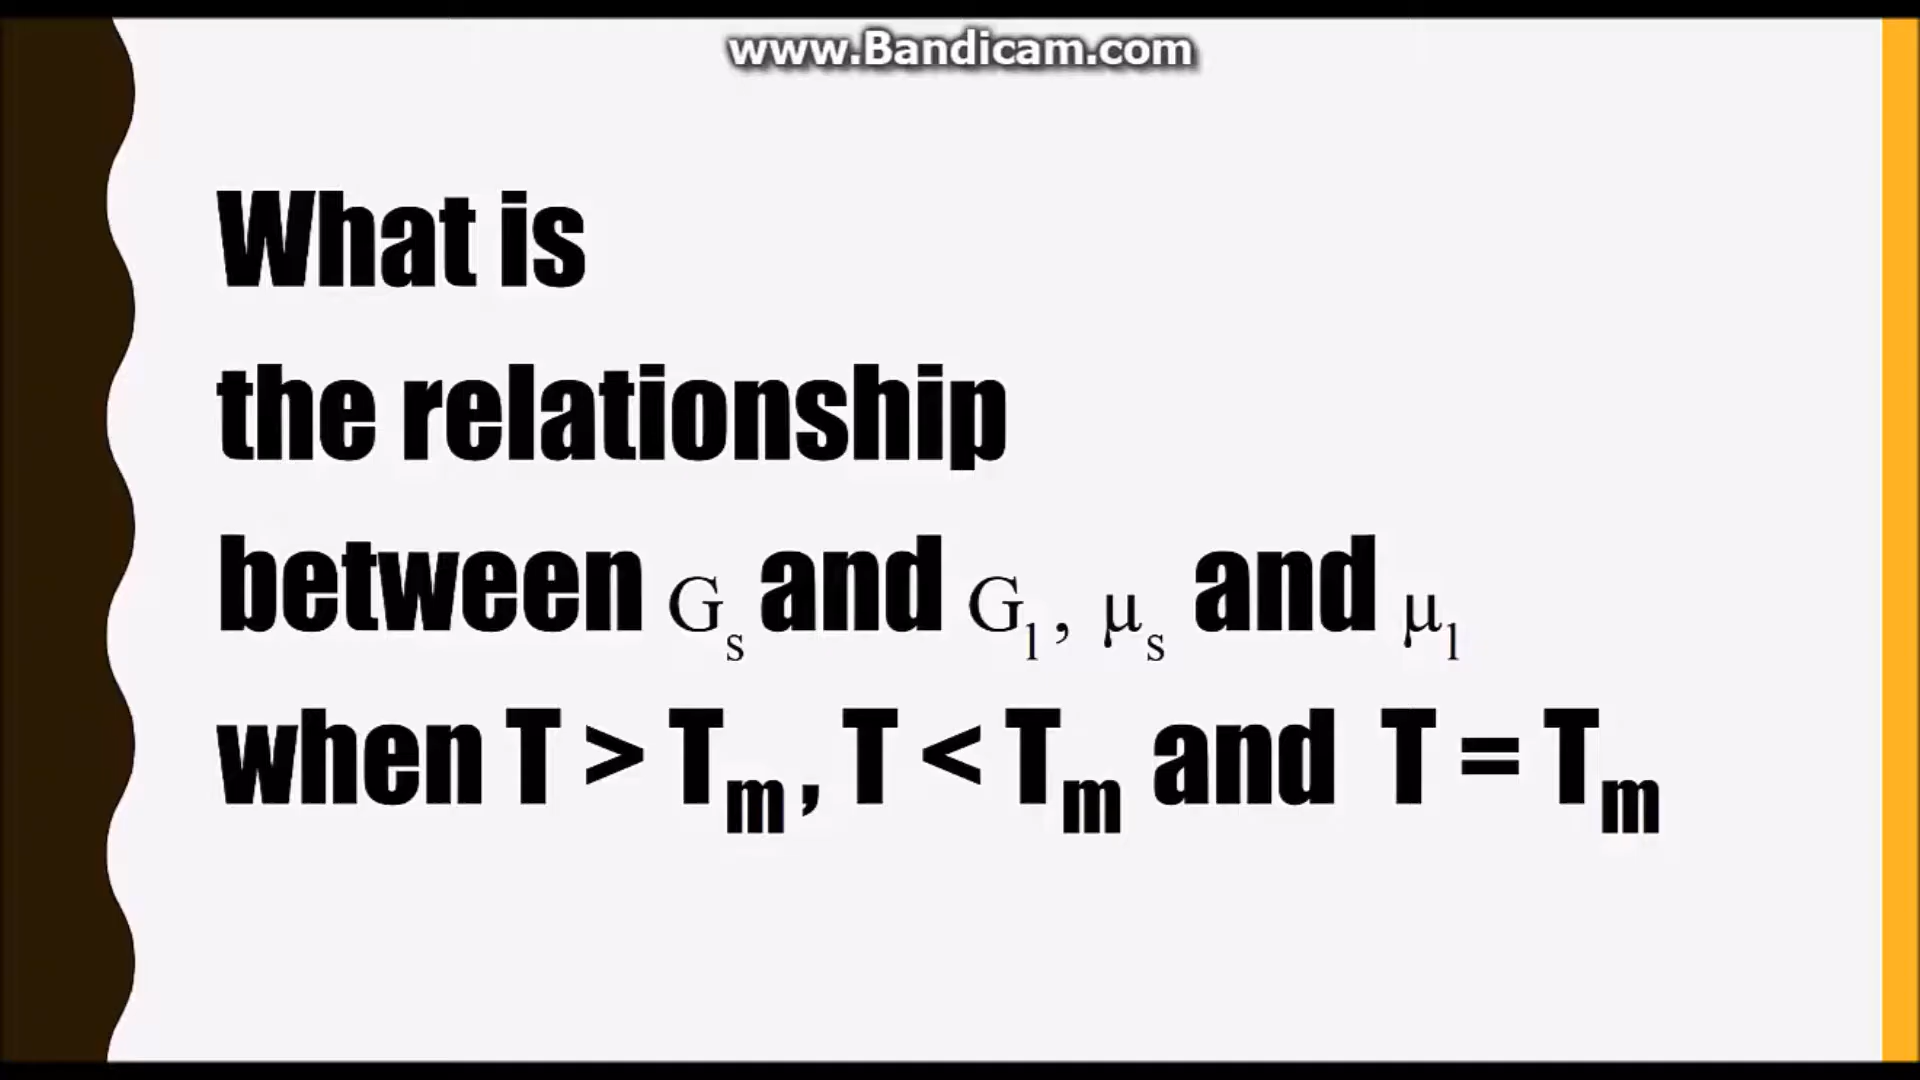 www.Bandicam.com
What is
the relationship
between Gs and Gl, μs and μl
when T > Tm, T < Tm and T = Tm